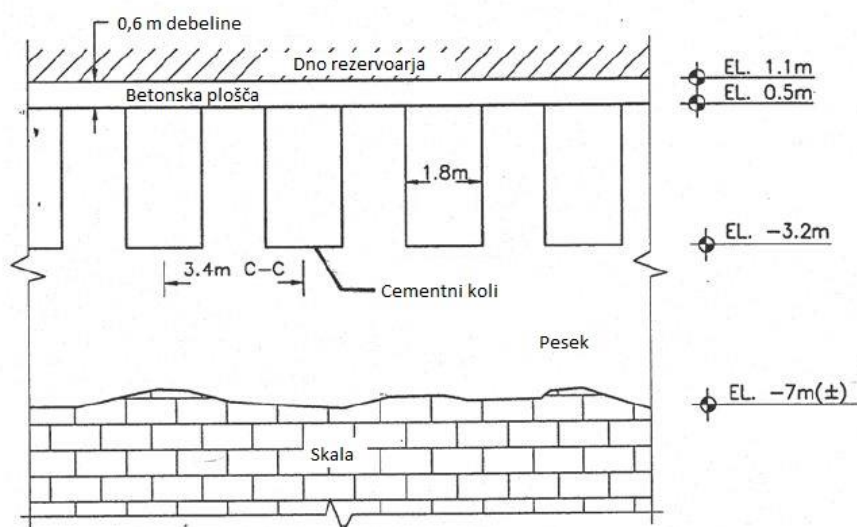 0,6 m debeline
Dno rezervoarja
EL. 1.1m
Betonska plošča
EL. 0.5m
1.8m
EL. -3.2m
3.4m C-C
Cementni koli
Pesek
EL. -7m(±)
Skala